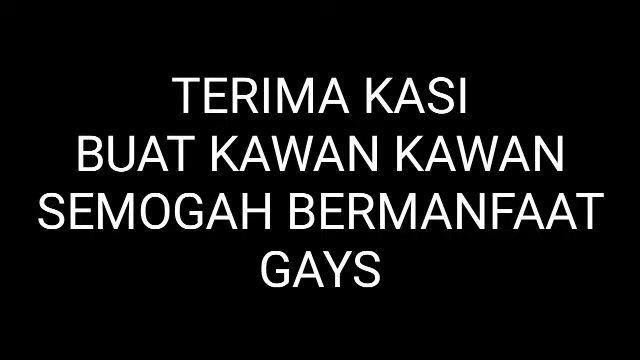 TERIMA KASI
BUAT KAWAN KAWAN
SEMOGAH BERMANFAAT
GAYS